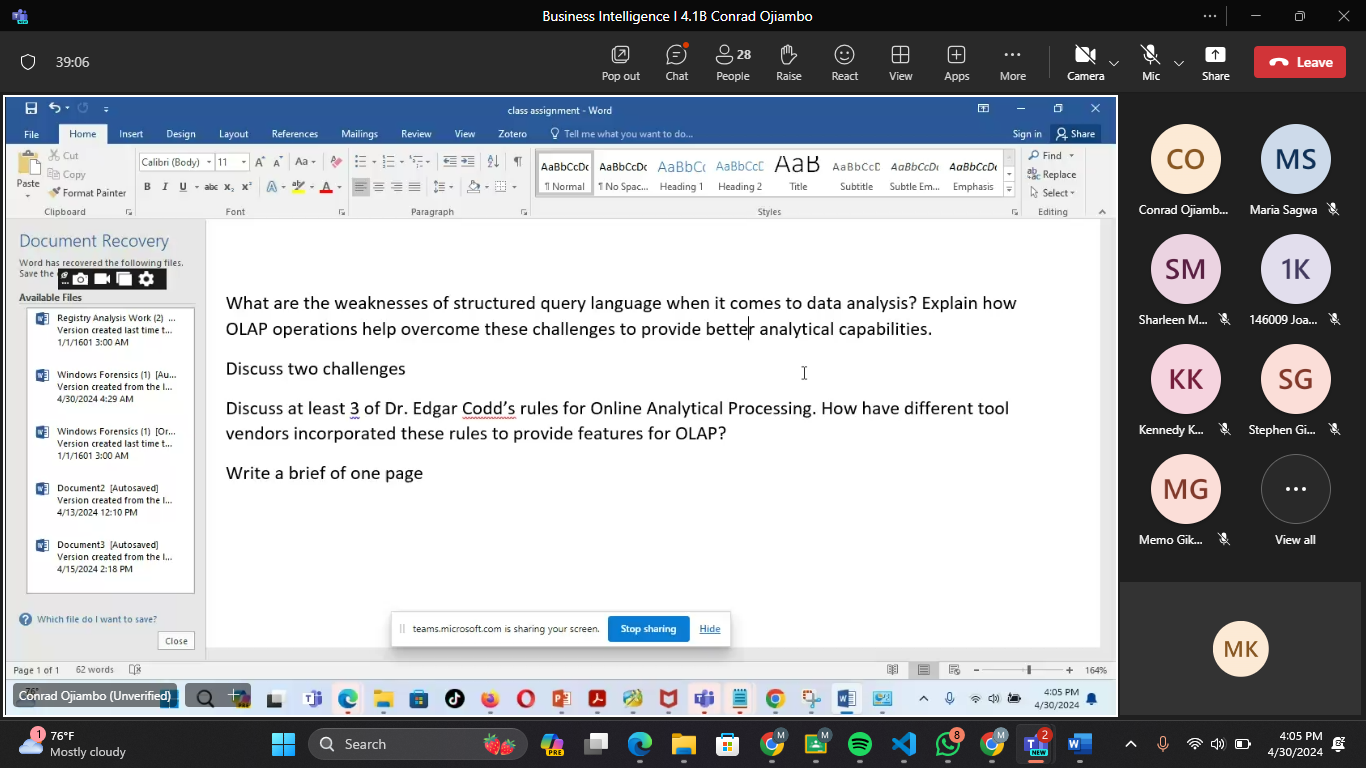 Business Intelligence I 4.1B Conrad Ojiambo
39:06
Pop out
Chat
28
People
Raise
React
View
Apps
More
Camera
Mic
Share
Leave
class assignment - Word
File Home Insert Design Layout References Mailings Review View Zotero Tell me what you want to do... Sign in Share
Paste
Cut
Copy
Format Painter
Clipboard
Calibri (Body) 11
Font
Paragraph
AaBbCcDc AaBbCcDc AaBbCc AaBbCcD AaB AaBbCcD AaBbCcDc AaBbCcDc
¶ Normal ¶ No Spac... Heading 1 Heading 2 Title Subtitle Subtle Em... Emphasis
Styles
Find
Replace
Select
Editing
Document Recovery
Word has recovered the following files.
Save the
Available Files
Registry Analysis Work (2) ...
Version created last time t...
1/1/1601 3:00 AM
Windows Forensics (1) [Au...
Version created from the l...
4/30/2024 4:29 AM
Windows Forensics (1) [Or...
Version created last time t...
1/1/1601 3:00 AM
Document2 [Autosaved]
Version created from the l...
4/13/2024 12:10 PM
Document3 [Autosaved]
Version created from the l...
4/15/2024 2:18 PM
Which file do I want to save?
Close
What are the weaknesses of structured query language when it comes to data analysis? Explain how
OLAP operations help overcome these challenges to provide better analytical capabilities.
Discuss two challenges
Discuss at least 3 of Dr. Edgar Codd's rules for Online Analytical Processing. How have different tool
vendors incorporated these rules to provide features for OLAP?
Write a brief of one page
teams.microsoft.com is sharing your screen. Stop sharing Hide
Page 1 of 1 62 words
164%
Conrad Ojiambo (Unverified)
4:05 PM
4/30/2024
CO
Conrad Ojiamb...
MS
Maria Sagwa
SM
Sharleen M...
1K
146009 Joa...
KK
Kennedy K...
SG
Stephen Gi...
MG
Memo Gik...
View all
MK
1
76°F
Mostly cloudy
Search
PRE
M
M
8
M
2
NEW
4:05 PM
4/30/2024